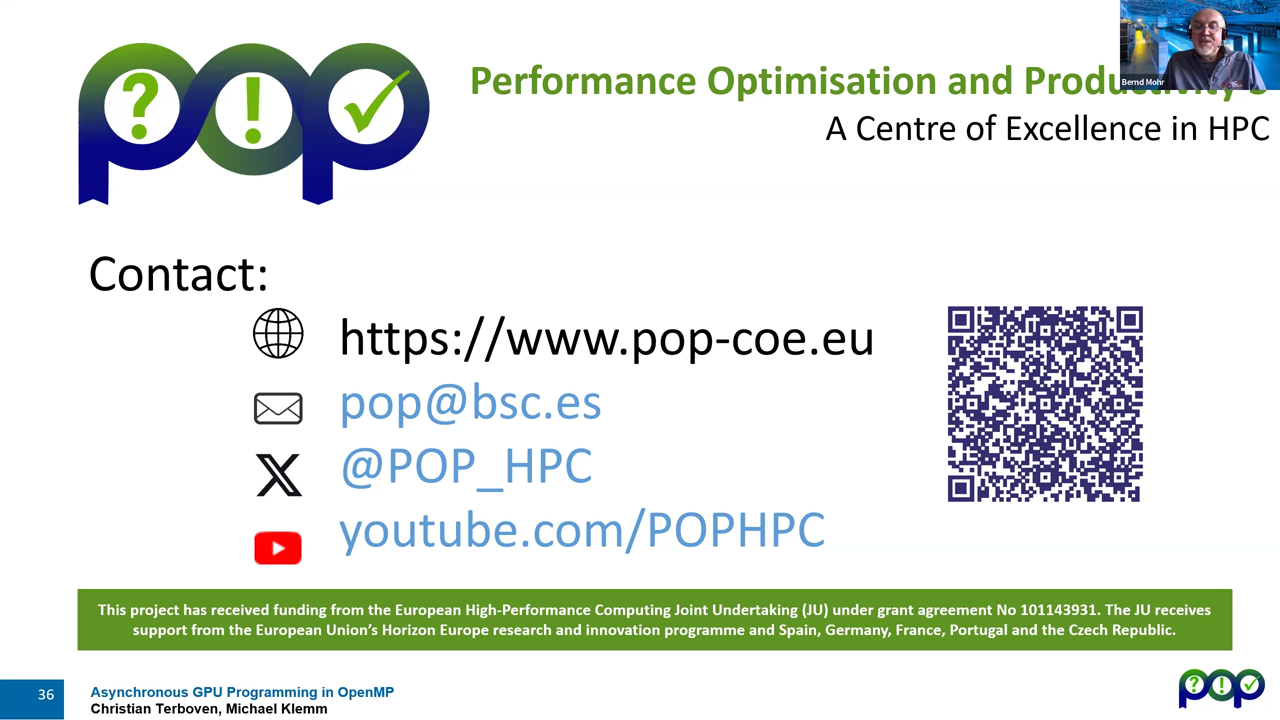 Performance Optimisation and Productivity 3
Bernd Mohr
A Centre of Excellence in HPC
Contact:
https://www.pop-coe.eu
pop@bsc.es
@POP_HPC
youtube.com/POPHPC
This project has received funding from the European High-Performance Computing Joint Undertaking (JU) under grant agreement No 101143931. The JU receives
support from the European Union’s Horizon Europe research and innovation programme and Spain, Germany, France, Portugal and the Czech Republic.
36
Asynchronous GPU Programming in OpenMP
Christian Terboven, Michael Klemm
pop